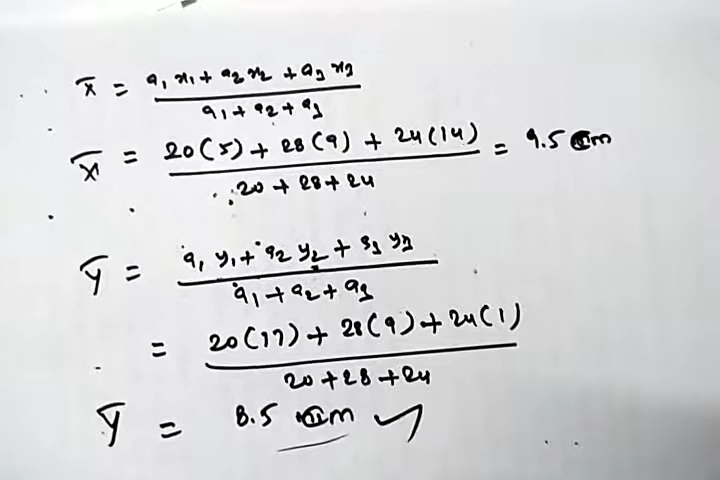 x̄ = a₁x₁ + a₂x₂ + a₃x₃ / a₁ + a₂ + a₃
x̄ = 20(5) + 28(9) + 24(14) / 20 + 28 + 24 = 9.5 cm
ȳ = a₁y₁ + a₂y₂ + a₃y₃ / a₁ + a₂ + a₃
= 20(17) + 28(9) + 24(1) / 20 + 28 + 24
ȳ = 8.5 cm